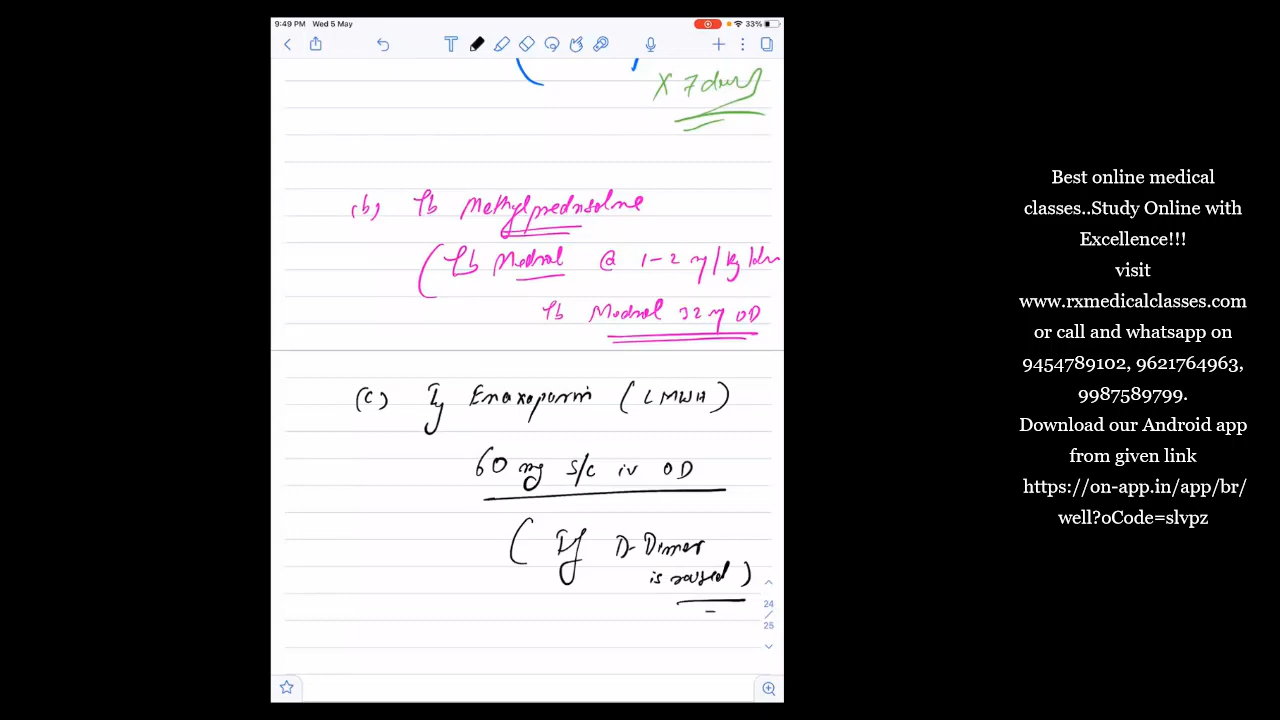 9:49 PM Wed 5 May
33%
X 7 days
(b) Tb Methylprednisolone
( Tb Medrol @ 1-2 mg/kg/day
Tb Medrol 32 mg OD
(c) Inj Enoxoparin (LMWH)
60 mg s/c iv OD
( If D-Dimer
is raised )
24
/
25
Best online medical
classes..Study Online with
Excellence!!!
visit
www.rxmedicalclasses.com
or call and whatsapp on
9454789102, 9621764963,
9987589799.
Download our Android app
from given link
https://on-app.in/app/br/
well?oCode=slvpz